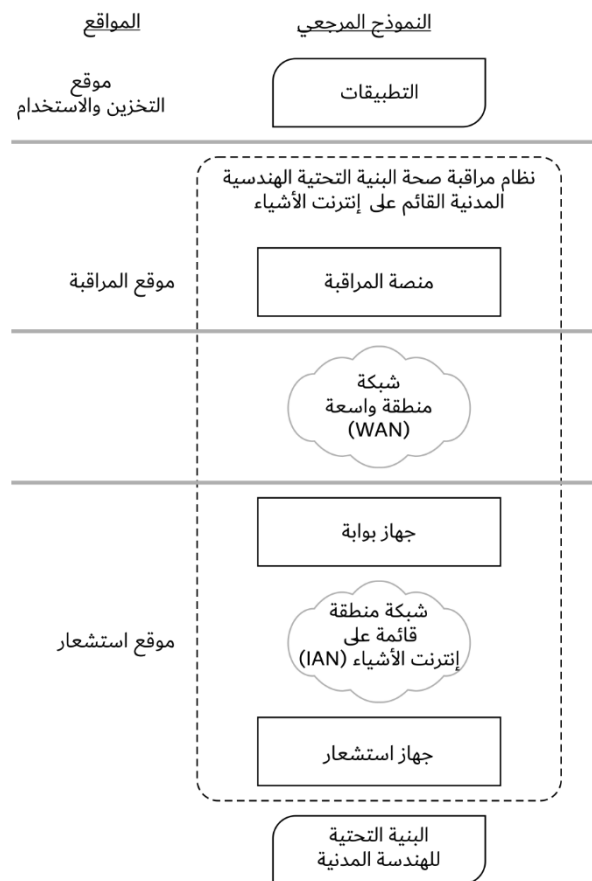 النموذج المرجعي
المواقع
التطبيقات
موقع
التخزين والاستخدام
نظام مراقبة صحة البنية التحتية الهندسية
المدنية القائم على إنترنت الأشياء
منصة المراقبة
موقع المراقبة
شبكة
منطقة واسعة
(WAN)
جهاز بوابة
شبكة منطقة
قائمة على
إنترنت الأشياء (IAN)
موقع استشعار
جهاز استشعار
البنية التحتية
للهندسة المدنية